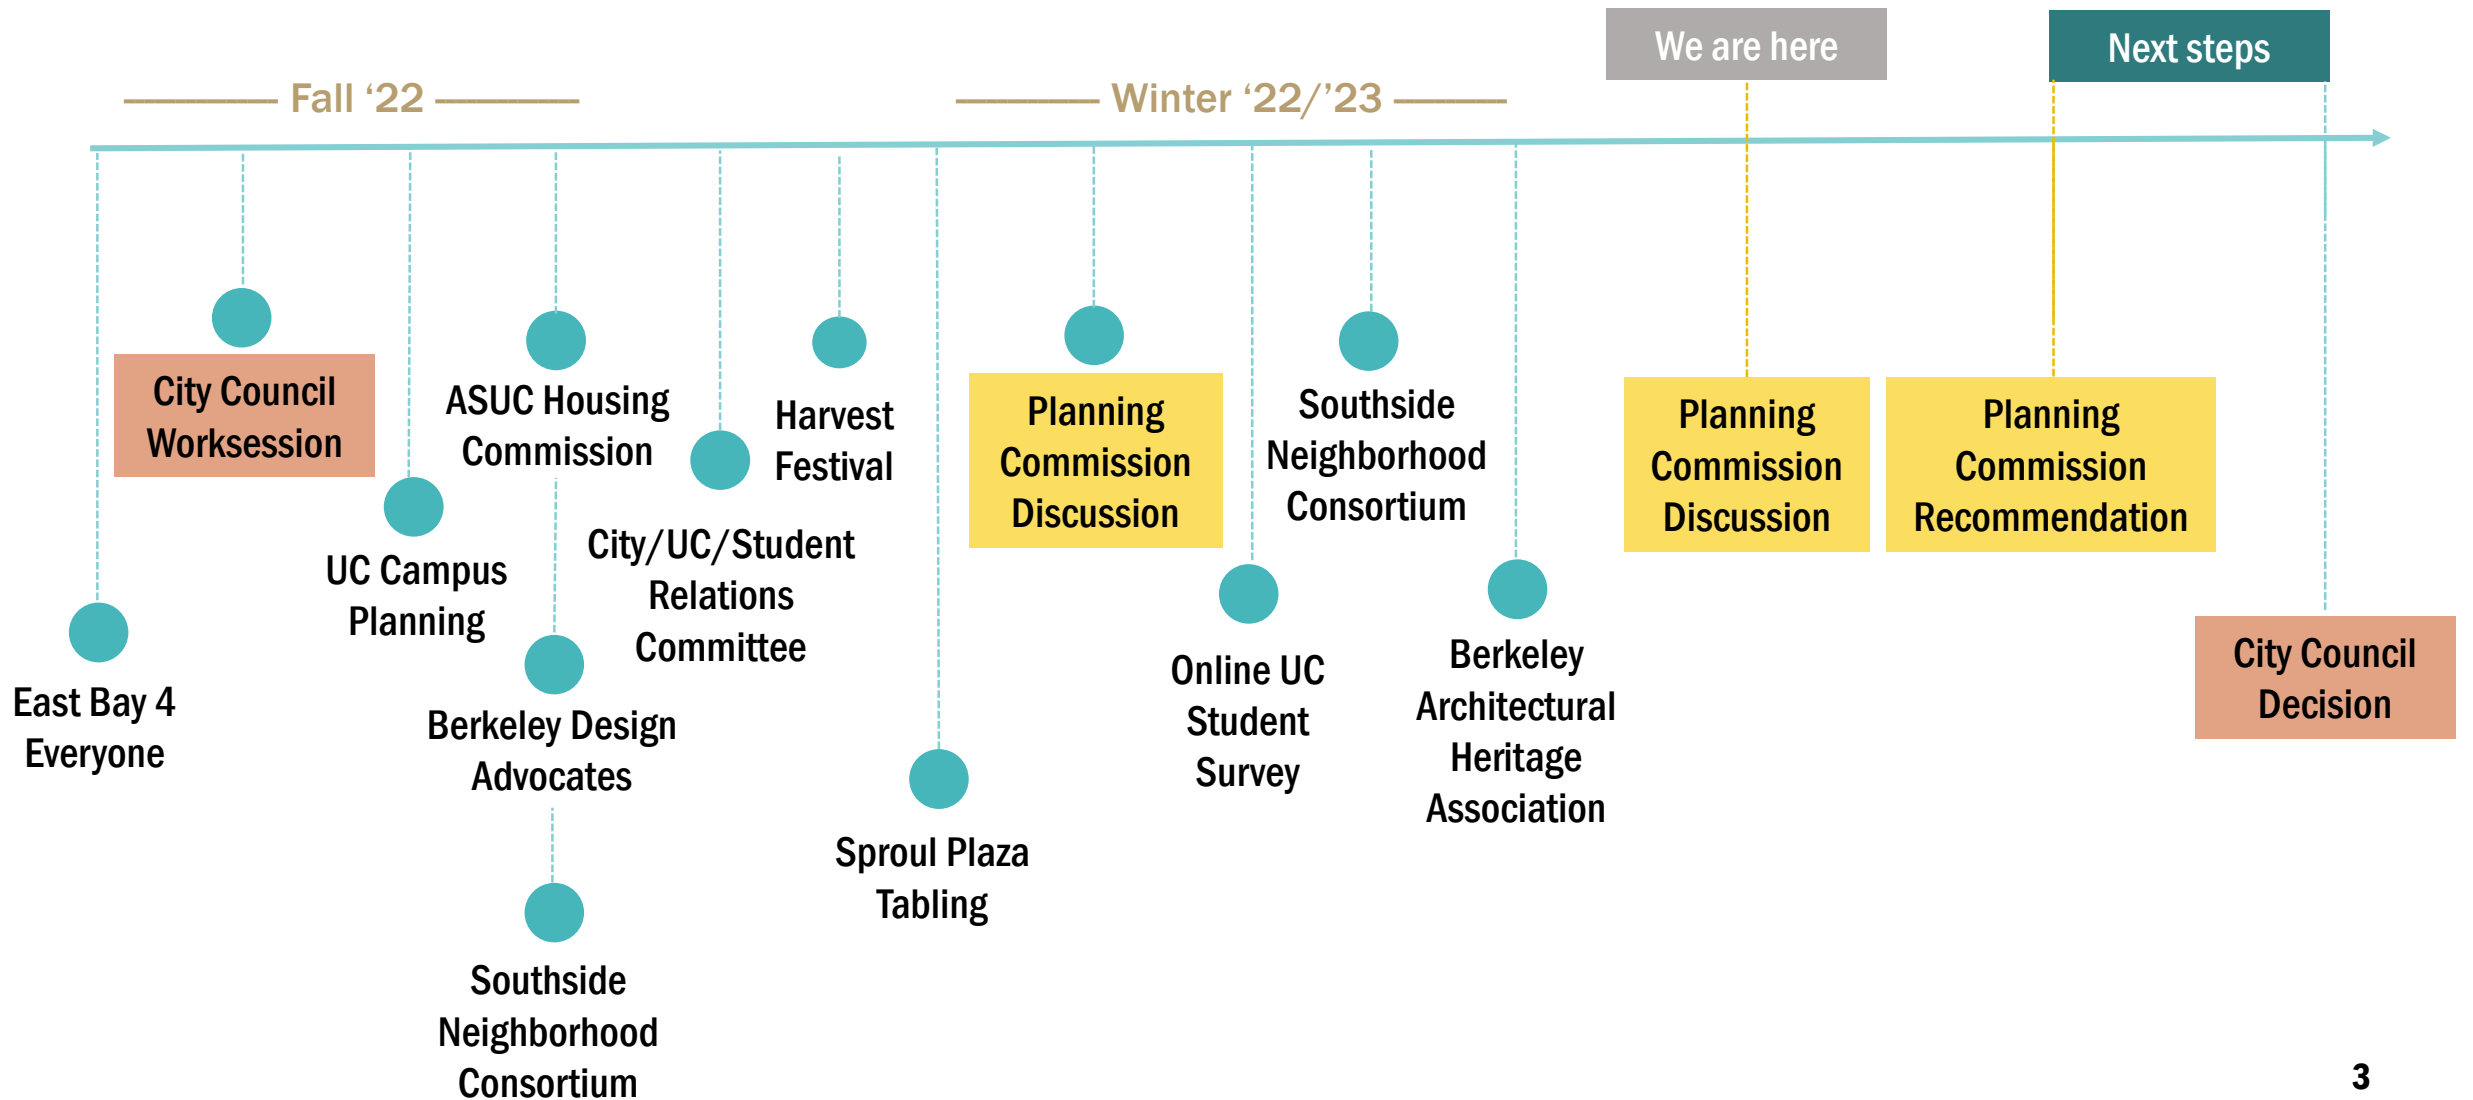 We are here
Next steps
Fall ‘22
Winter ‘22/’23
East Bay 4
Everyone
City Council
Worksession
UC Campus
Planning
ASUC Housing
Commission
Berkeley Design
Advocates
Southside
Neighborhood
Consortium
City/UC/Student
Relations
Committee
Harvest
Festival
Sproul Plaza
Tabling
Planning
Commission
Discussion
Online UC
Student
Survey
Southside
Neighborhood
Consortium
Berkeley
Architectural
Heritage
Association
Planning
Commission
Discussion
Planning
Commission
Recommendation
City Council
Decision
3